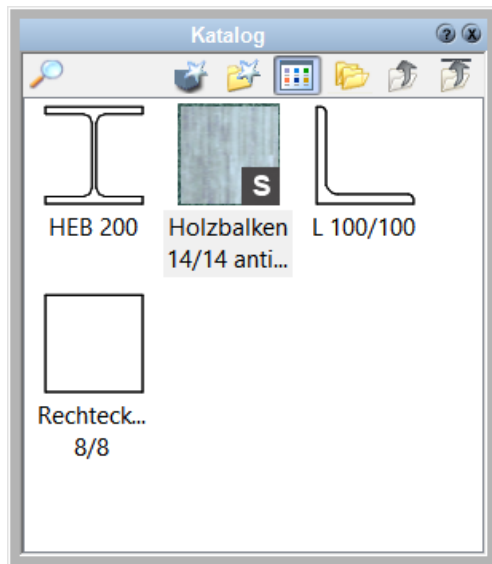 Katalog
S
HEB 200
Holzbalken
14/14 anti...
L 100/100
Rechteck...
8/8